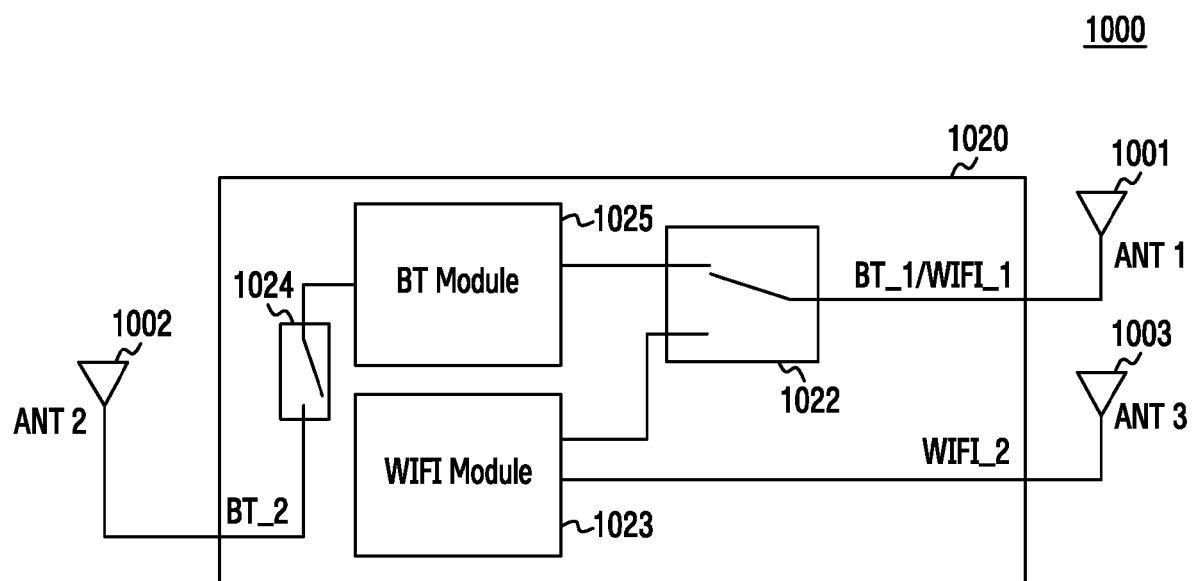 1000
1020
1001
1025
1024
BT Module
BT_1/WIFI_1
ANT 1
1002
1003
1022
ANT 2
ANT 3
WIFI Module
WIFI_2
BT_2
1023